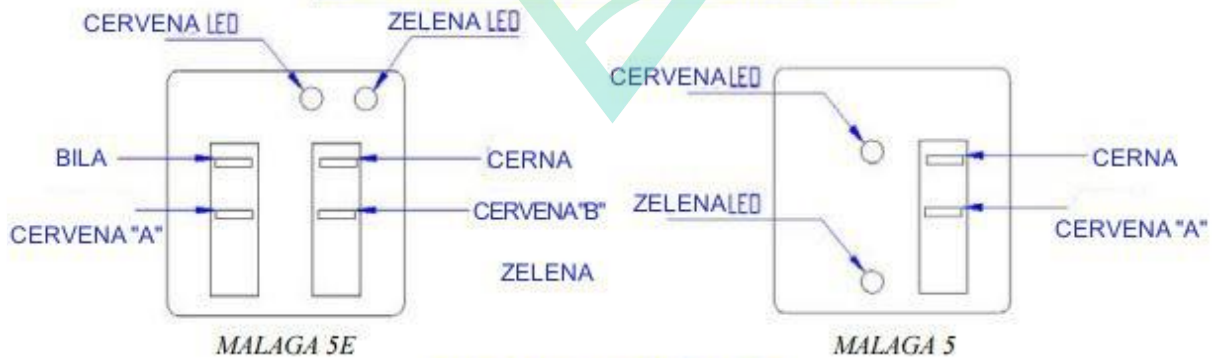 CERVENA LED
ZELENA LED
BILA
CERNA
CERVENA "A"
CERVENA"B"
ZELENA
MALAGA 5E
CERVENA LED
ZELENA LED
CERNA
CERVENA "A"
MALAGA 5